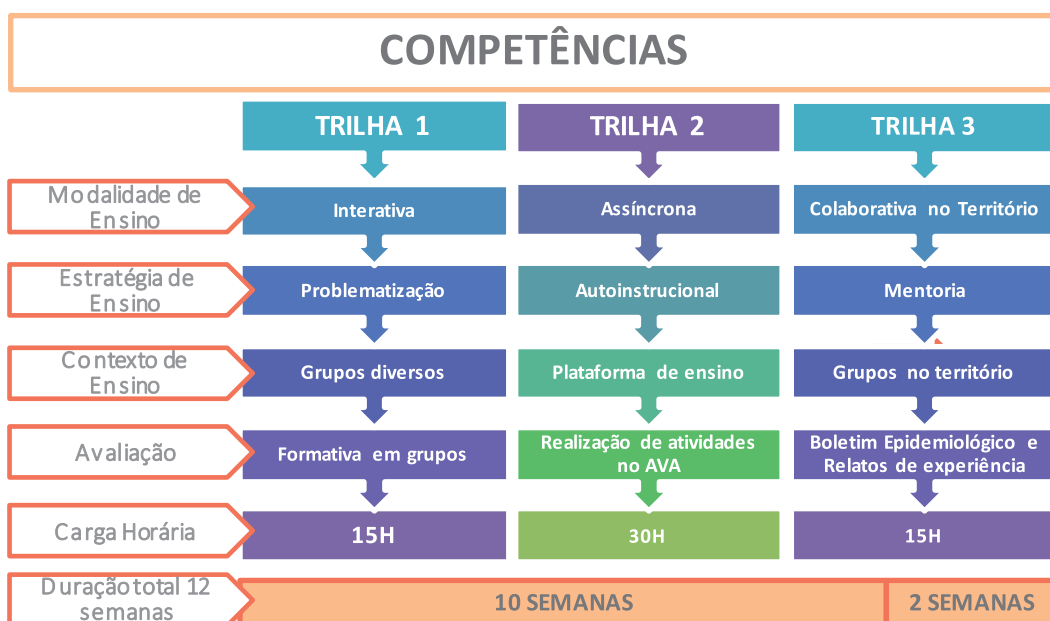 COMPETÊNCIAS
TRILHA 1
TRILHA 2
TRILHA 3
Modalidade de
Ensino
Interativa
Assíncrona
Colaborativa no Território
Estratégia de
Ensino
Problematização
Autoinstrucional
Mentoria
Contexto de
Ensino
Grupos diversos
Plataforma de ensino
Grupos no território
Avaliação
Formativa em grupos
Realização de atividades
no AVA
Boletim Epidemiológico e
Relatos de experiência
Carga Horária
15H
30H
15H
Duração total 12
semanas
10 SEMANAS
2 SEMANAS